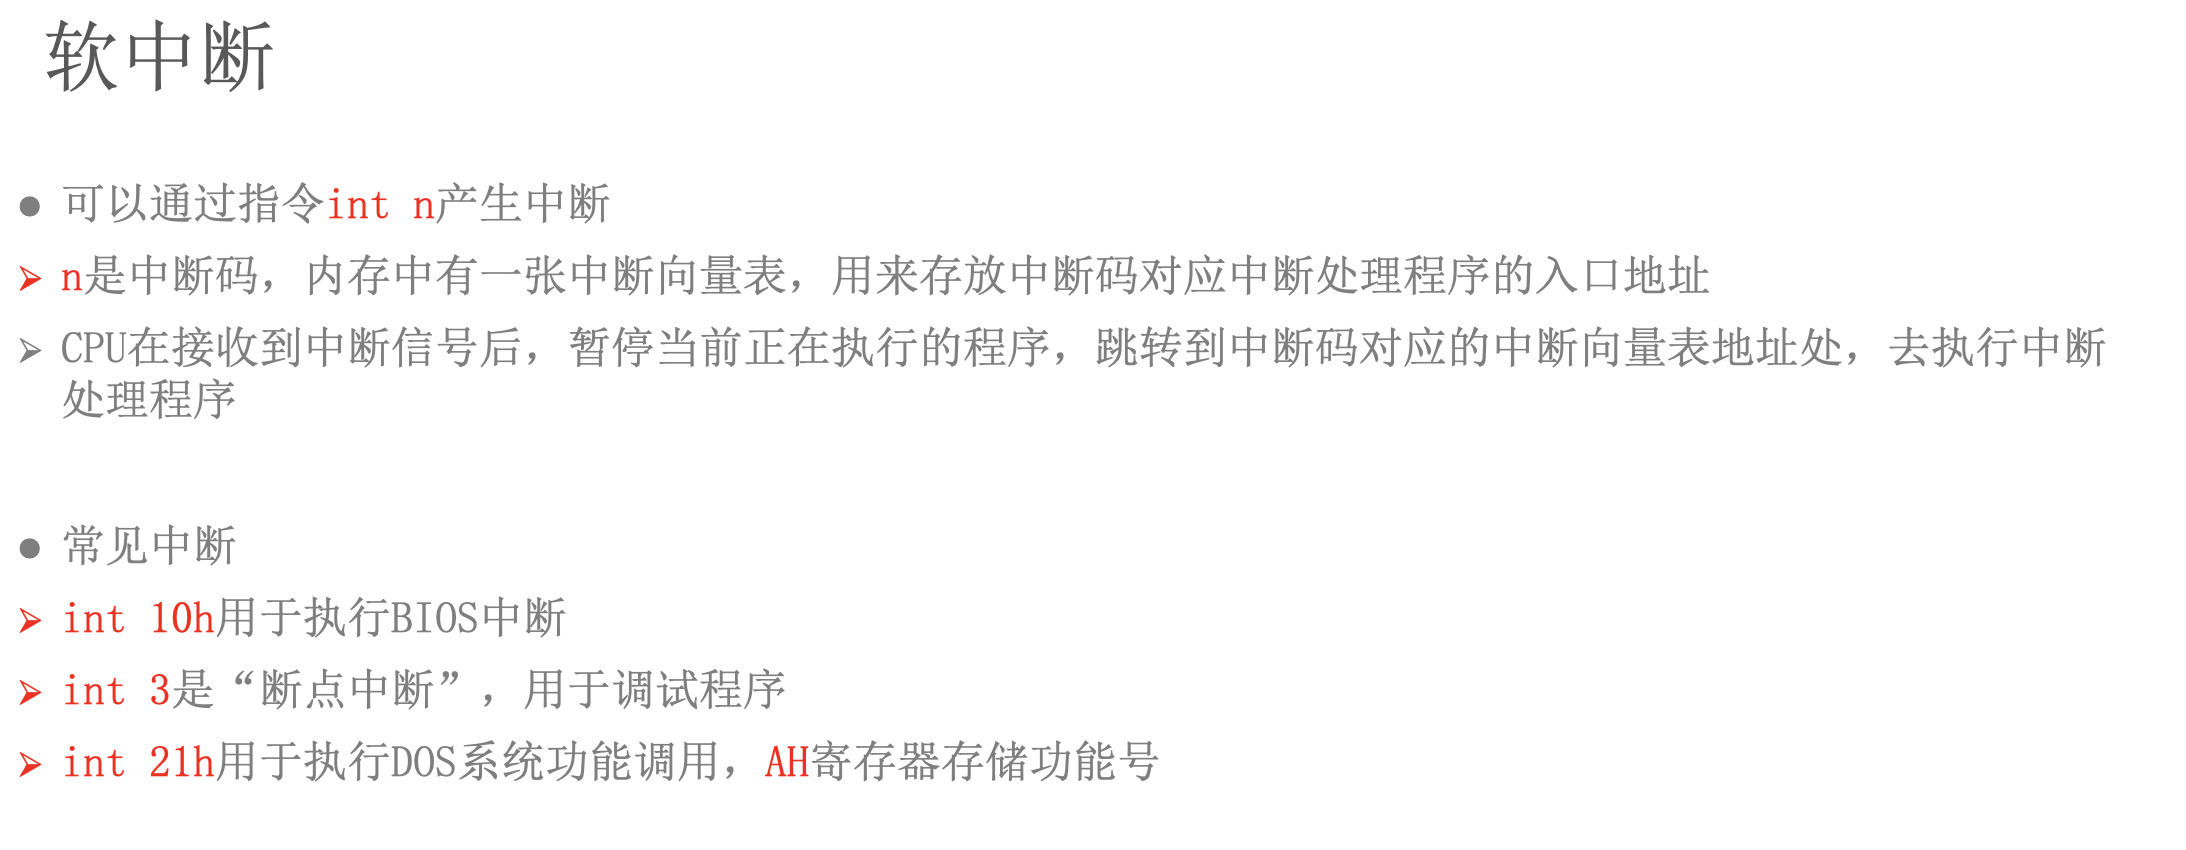 软中断
● 可以通过指令int n产生中断
➢ n是中断码，内存中有一张中断向量表，用来存放中断码对应中断处理程序的入口地址
➢ CPU在接收到中断信号后，暂停当前正在执行的程序，跳转到中断码对应的中断向量表地址处，去执行中断
处理程序
● 常见中断
➢ int 10h用于执行BIOS中断
➢ int 3是“断点中断”，用于调试程序
➢ int 21h用于执行DOS系统功能调用，AH寄存器存储功能号